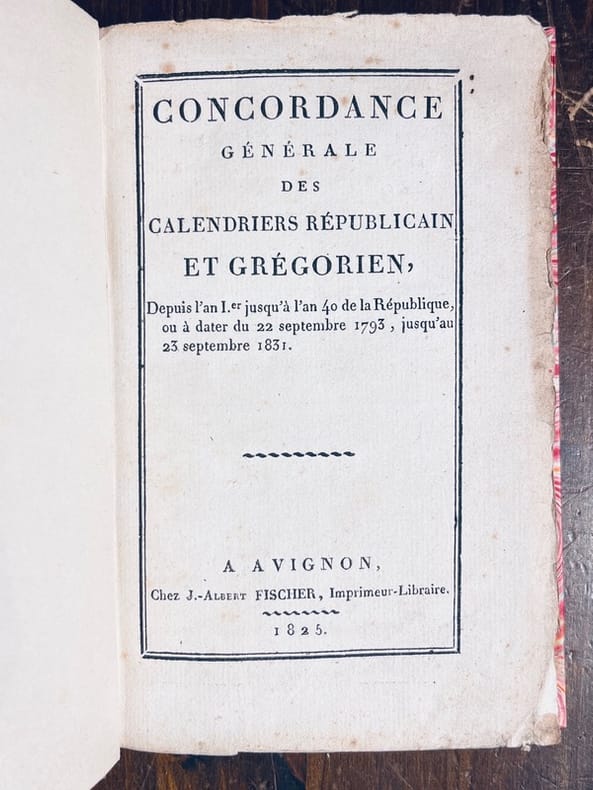 CONCORDANCE
GÉNÉRALE
DES
CALENDRIERS RÉPUBLICAIN
ET GRÉGORIEN,
Depuis l'an I.er jusqu'à l'an 40 de la République,
ou à dater du 22 septembre 1793, jusqu'au
23 septembre 1831.
A AVIGNON,
Chez J.-ALBERT FISCHER, Imprimeur-Libraire.
1825.